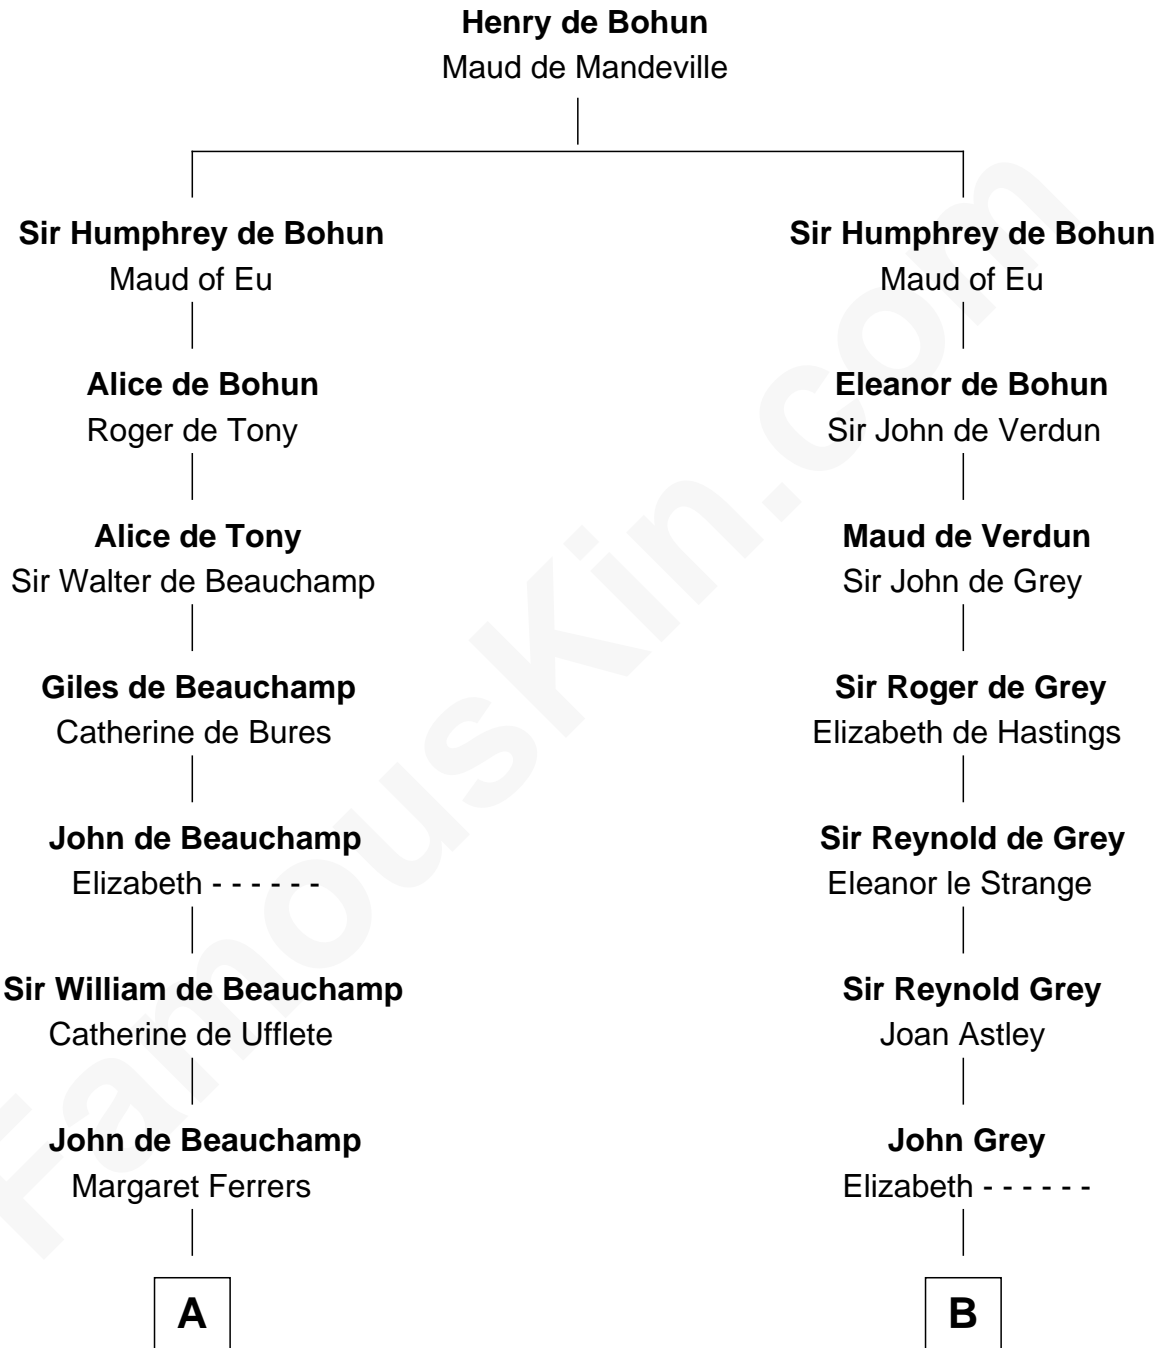 Henry de Bohun
Maud de Mandeville
Sir Humphrey de Bohun
Maud of Eu
Sir Humphrey de Bohun
Maud of Eu
Alice de Bohun
Roger de Tony
Eleanor de Bohun
Sir John de Verdun
Alice de Tony
Sir Walter de Beauchamp
Maud de Verdun
Sir John de Grey
Giles de Beauchamp
Catherine de Bures
Sir Roger de Grey
Elizabeth de Hastings
John de Beauchamp
Elizabeth - - - - - -
Sir Reynold de Grey
Eleanor le Strange
Sir William de Beauchamp
Catherine de Ufflete
Sir Reynold Grey
Joan Astley
John de Beauchamp
Margaret Ferrers
John Grey
Elizabeth - - - - - -
A
B
FamousKin.com